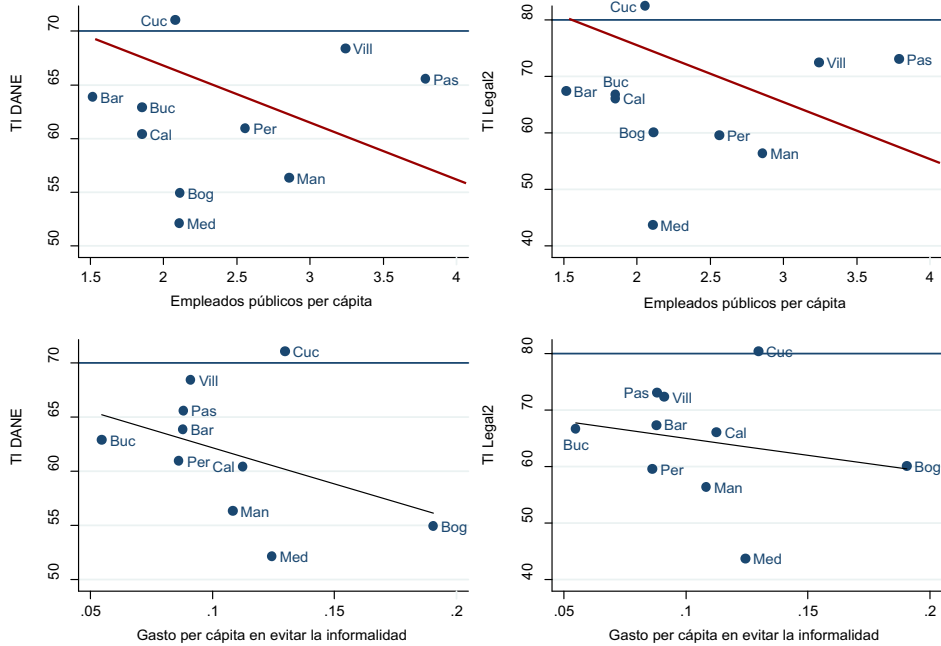 TI DANE
70
65
60
55
50
Cuc
Vill
Pas
Bar
Buc
Cal
Per
Man
Bog
Med
1.5 2 2.5 3 3.5 4
Empleados públicos per cápita
TI Legal2
80
70
60
50
40
Cuc
Vill
Pas
Buc
Bar
Cal
Bog
Per
Man
Med
1.5 2 2.5 3 3.5 4
Empleados públicos per cápita
TI DANE
70
65
60
55
50
Cuc
Vill
Pas
Bar
Buc
Per
Cal
Man
Bog
Med
.05 .1 .15 .2
Gasto per cápita en evitar la informalidad
TI Legal2
80
70
60
50
40
Cuc
Pas
Vill
Bar
Cal
Buc
Per
Bog
Man
Med
.05 .1 .15 .2
Gasto per cápita en evitar la informalidad